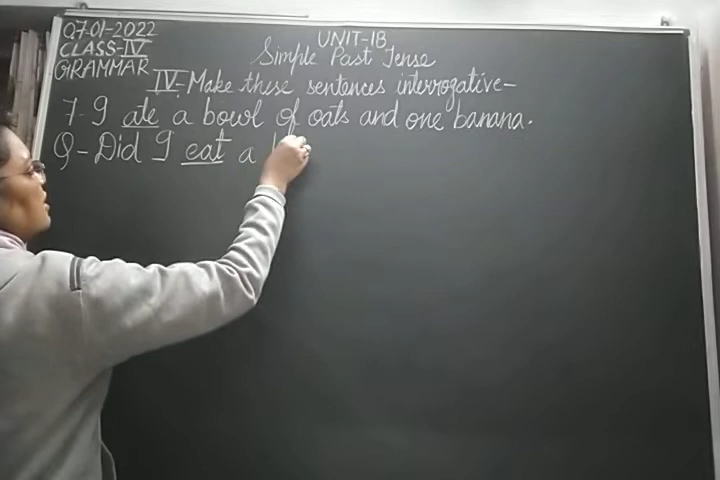 07-01-2022
CLASS-IV
GRAMMAR
UNIT-18
Simple Past Tense
IV-Make these sentences interrogative-
7- I ate a bowl of oats and one banana.
Q-Did I eat a b